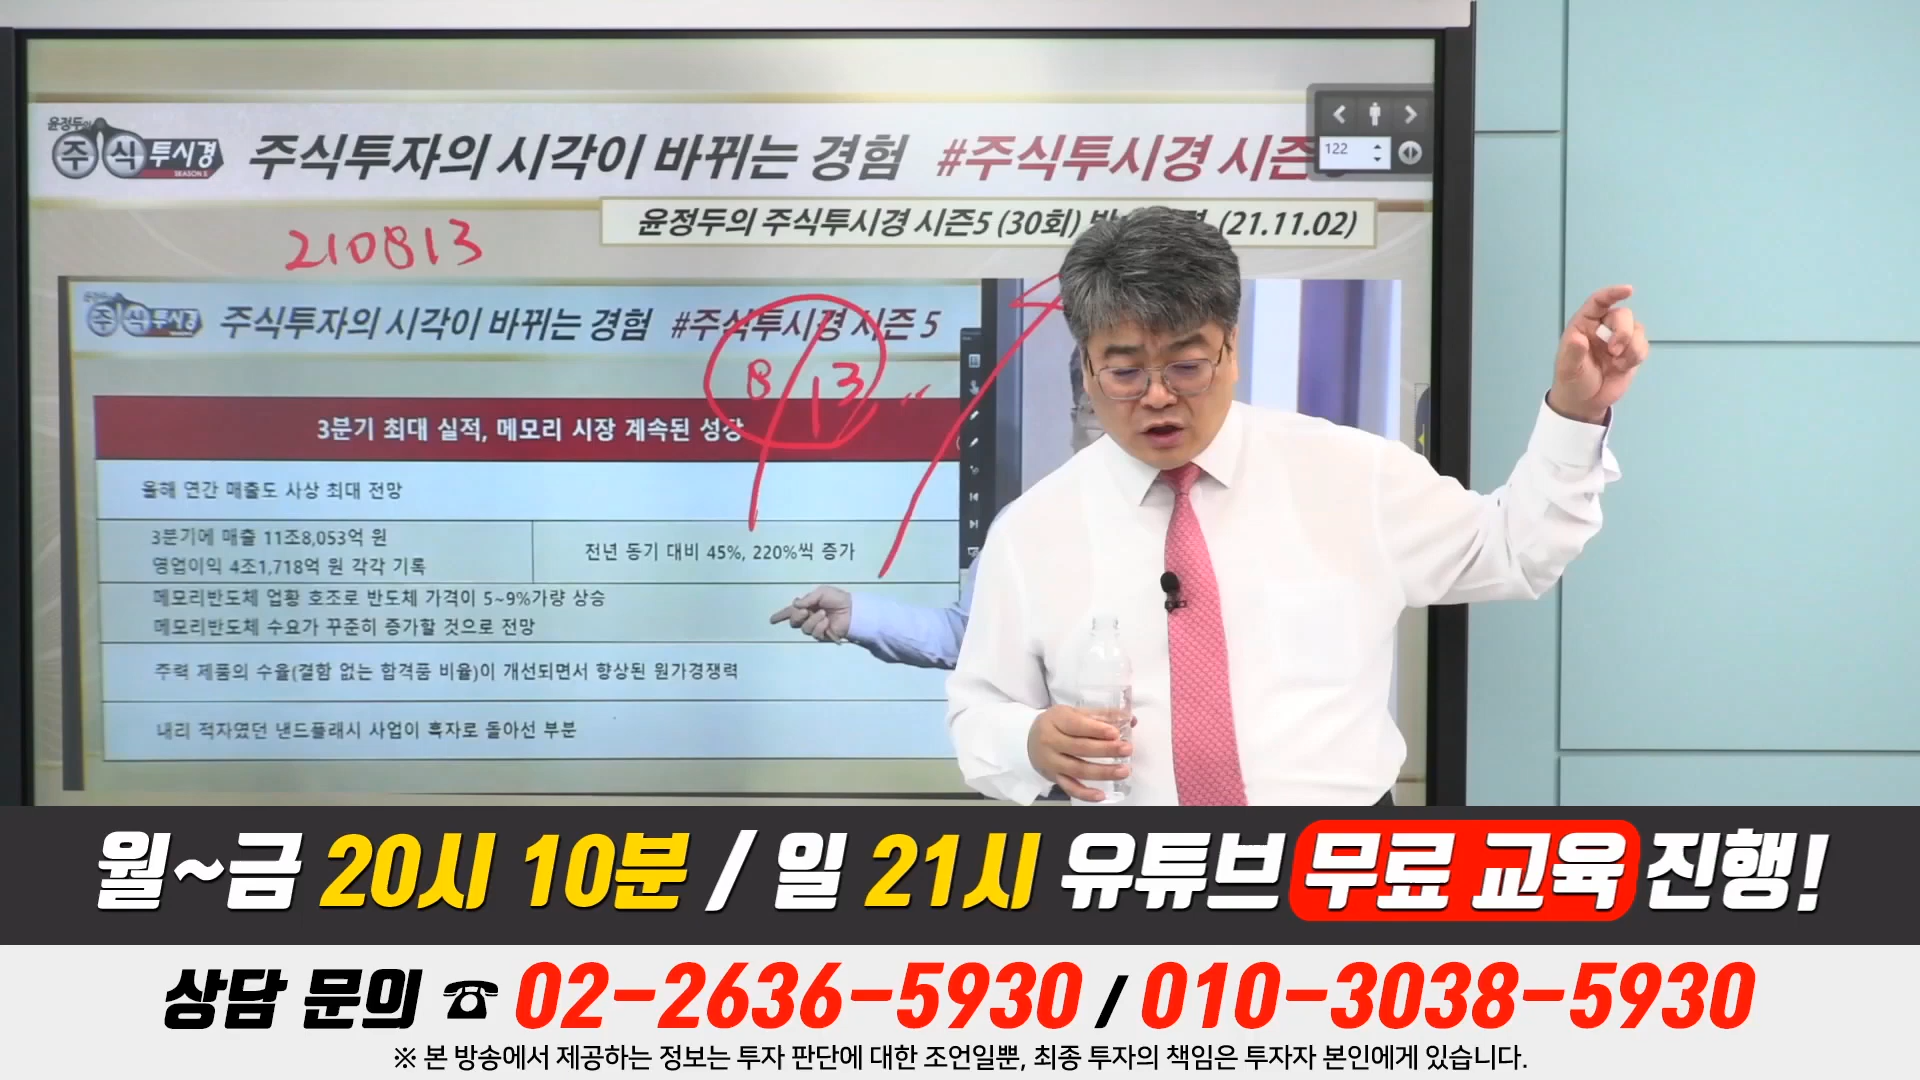 윤정두의
주식투시경
SEASON 5
주식투자의 시각이 바뀌는 경험 #주식투시경 시즌
122
윤정두의 주식투시경 시즌5 (30회) (21.11.02)
210813
주식투시경
주식투자의 시각이 바뀌는 경험 #주식투시경 시즌 5
8/13
3분기 최대 실적, 메모리 시장 계속된 성장
올해 연간 매출도 사상 최대 전망
3분기에 매출 11조8,053억 원
영업이익 4조1,718억 원 각각 기록
전년 동기 대비 45%, 220%씩 증가
메모리반도체 업황 호조로 반도체 가격이 5~9%가량 상승
메모리반도체 수요가 꾸준히 증가할 것으로 전망
주력 제품의 수율(결함 없는 합격품 비율)이 개선되면서 향상된 원가경쟁력
내리 적자였던 낸드플래시 사업이 흑자로 돌아선 부분
월~금 20시 10분 / 일 21시 유튜브 무료 교육 진행!
상담 문의 ☎ 02-2636-5930 / 010-3038-5930
※ 본 방송에서 제공하는 정보는 투자 판단에 대한 조언일뿐, 최종 투자의 책임은 투자자 본인에게 있습니다.